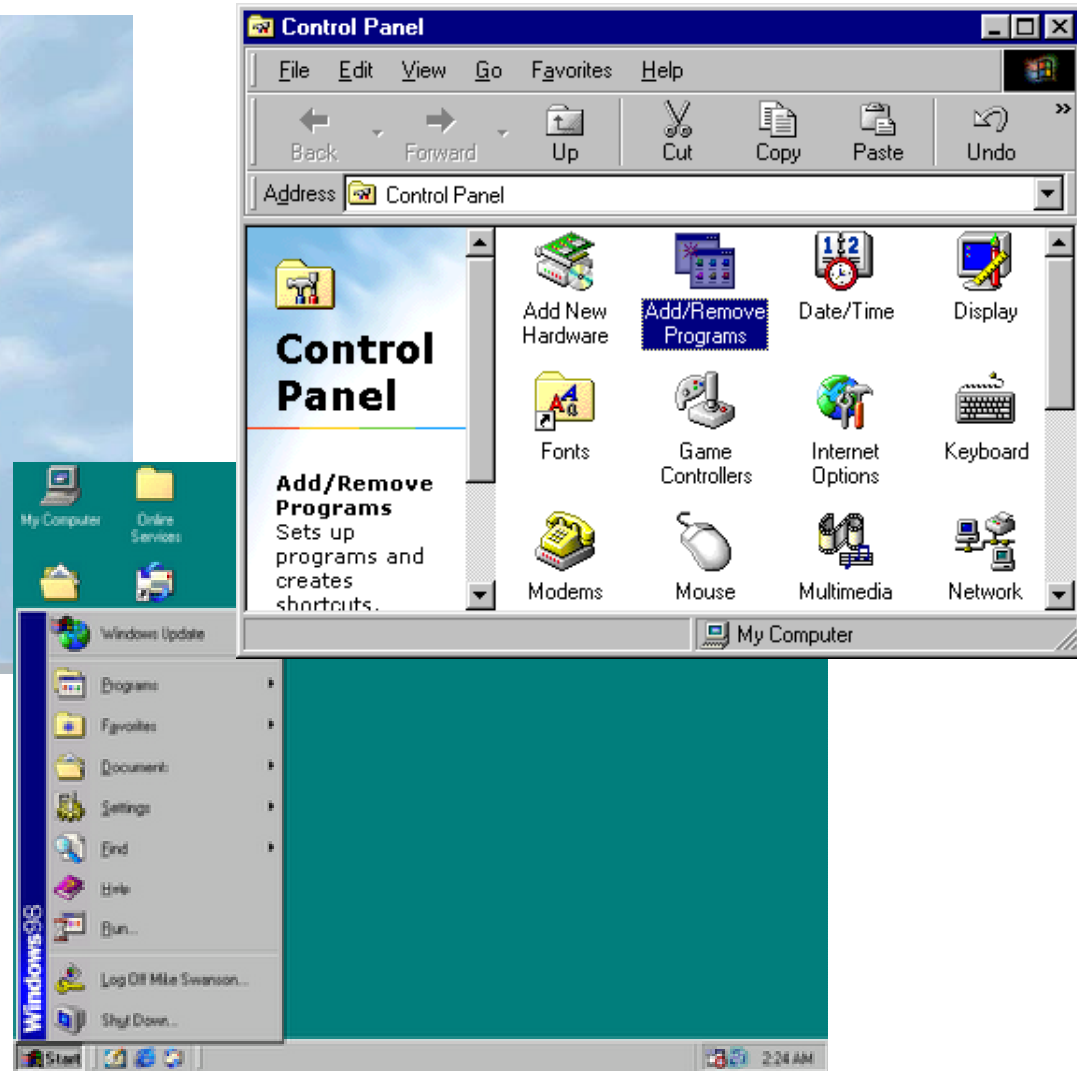 Control Panel
File Edit View Go Favorites Help
Back Forward Up Cut Copy Paste Undo »
Address Control Panel
Control
Panel
Add/Remove
Programs
Sets up
programs and
creates
shortcuts.
Add New
Hardware
Add/Remove
Programs
Date/Time
Display
Fonts
Game
Controllers
Internet
Options
Keyboard
Modems
Mouse
Multimedia
Network
My Computer
My Computer
Online
Services
Windows Update
Programs
Favorites
Documents
Settings
Find
Help
Run...
Log Off Mike Swanson...
Shut Down...
Windows98
Start
2:24 AM